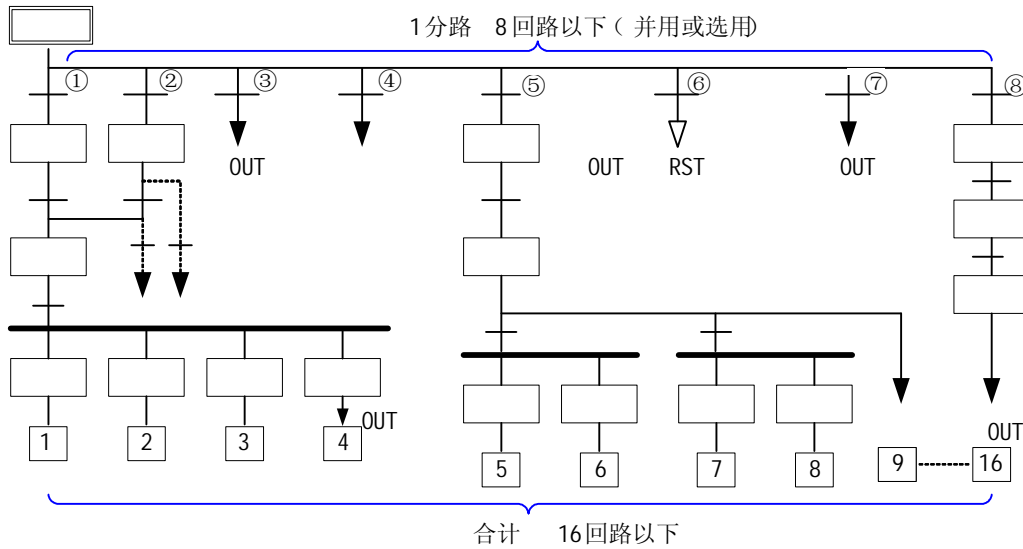 1分路 8回路以下（并用或选用）
① ② ③ ④ ⑤ ⑥ ⑦ ⑧
OUT OUT RST OUT
OUT OUT
1 2 3 4 5 6 7 8 9 16
合计 16回路以下